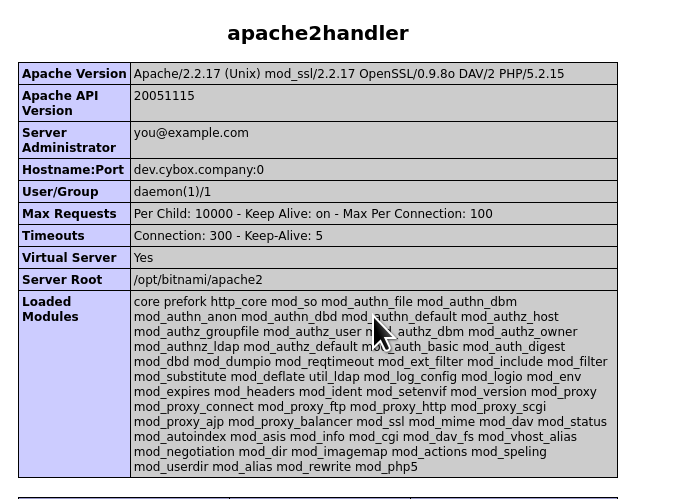 apache2handler
Apache Version Apache/2.2.17 (Unix) mod_ssl/2.2.17 OpenSSL/0.9.8o DAV/2 PHP/5.2.15
Apache API Version 20051115
Server Administrator you@example.com
Hostname:Port dev.cybox.company:0
User/Group daemon(1)/1
Max Requests Per Child: 10000 - Keep Alive: on - Max Per Connection: 100
Timeouts Connection: 300 - Keep-Alive: 5
Virtual Server Yes
Server Root /opt/bitnami/apache2
Loaded Modules core prefork http_core mod_so mod_authn_file mod_authn_dbm
mod_authn_anon mod_authn_dbd mod_authn_default mod_authz_host
mod_authz_groupfile mod_authz_user mod_authz_dbm mod_authz_owner
mod_authnz_ldap mod_authz_default mod_auth_basic mod_auth_digest
mod_dbd mod_dumpio mod_reqtimeout mod_ext_filter mod_include mod_filter
mod_substitute mod_deflate util_ldap mod_log_config mod_logio mod_env
mod_expires mod_headers mod_ident mod_setenvif mod_version mod_proxy
mod_proxy_connect mod_proxy_ftp mod_proxy_http mod_proxy_scgi
mod_proxy_ajp mod_proxy_balancer mod_ssl mod_mime mod_dav mod_status
mod_autoindex mod_asis mod_info mod_cgi mod_dav_fs mod_vhost_alias
mod_negotiation mod_dir mod_imagemap mod_actions mod_speling
mod_userdir mod_alias mod_rewrite mod_php5